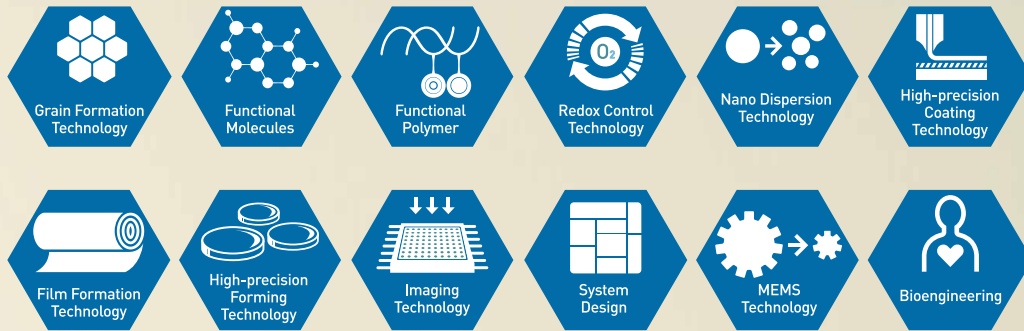 Grain Formation
Technology
Functional
Molecules
Functional
Polymer
O2
Redox Control
Technology
Nano Dispersion
Technology
High-precision
Coating
Technology
Film Formation
Technology
High-precision
Forming
Technology
Imaging
Technology
System
Design
MEMS
Technology
Bioengineering